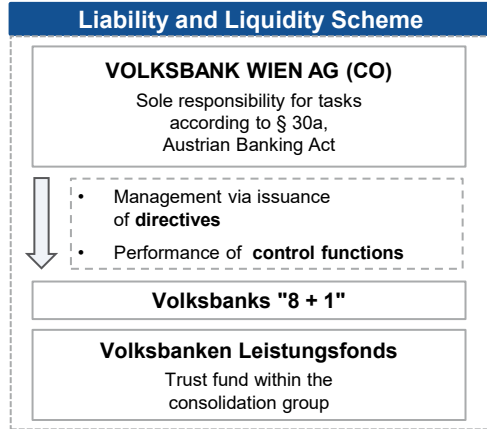 Liability and Liquidity Scheme
VOLKSBANK WIEN AG (CO)
Sole responsibility for tasks
according to § 30a,
Austrian Banking Act
• Management via issuance
of directives
• Performance of control functions
Volksbanks "8 + 1"
Volksbanken Leistungsfonds
Trust fund within the
consolidation group